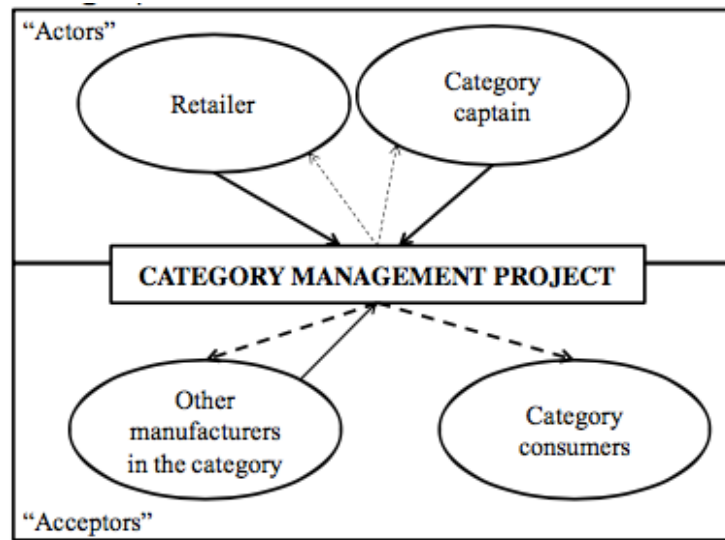 “Actors”
Retailer
Category
captain
CATEGORY MANAGEMENT PROJECT
Other
manufacturers
in the category
Category
consumers
“Acceptors”